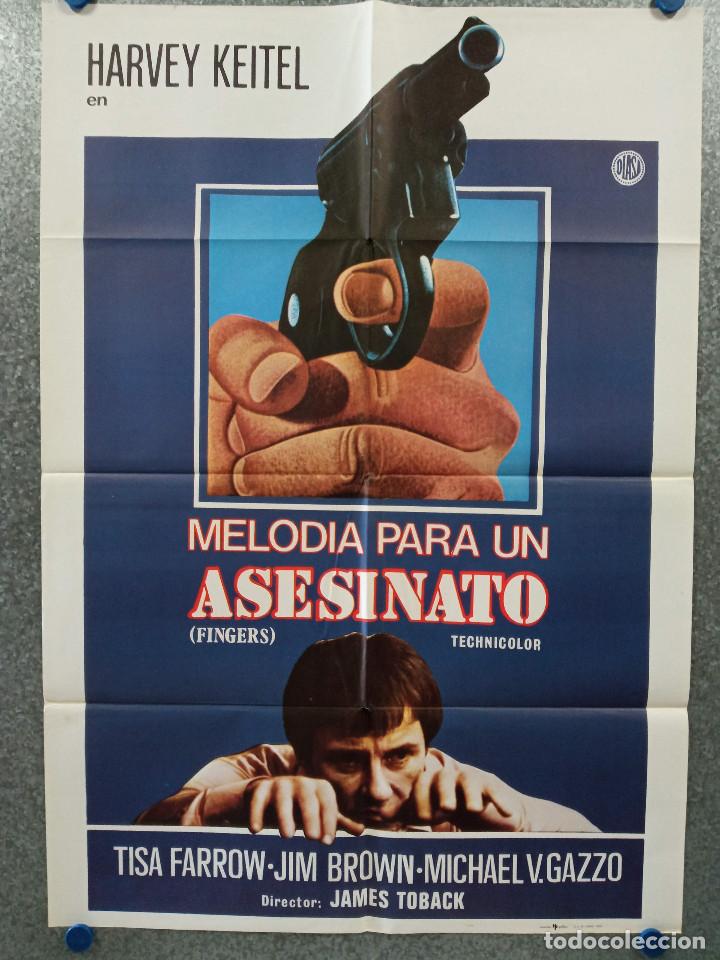 HARVEY KEITEL
en
DIASA
MELODIA PARA UN
ASESINATO
(FINGERS)
TECHNICOLOR
TISA FARROW·JIM BROWN·MICHAEL V. GAZZO
Director: JAMES TOBACK
todocoleccion